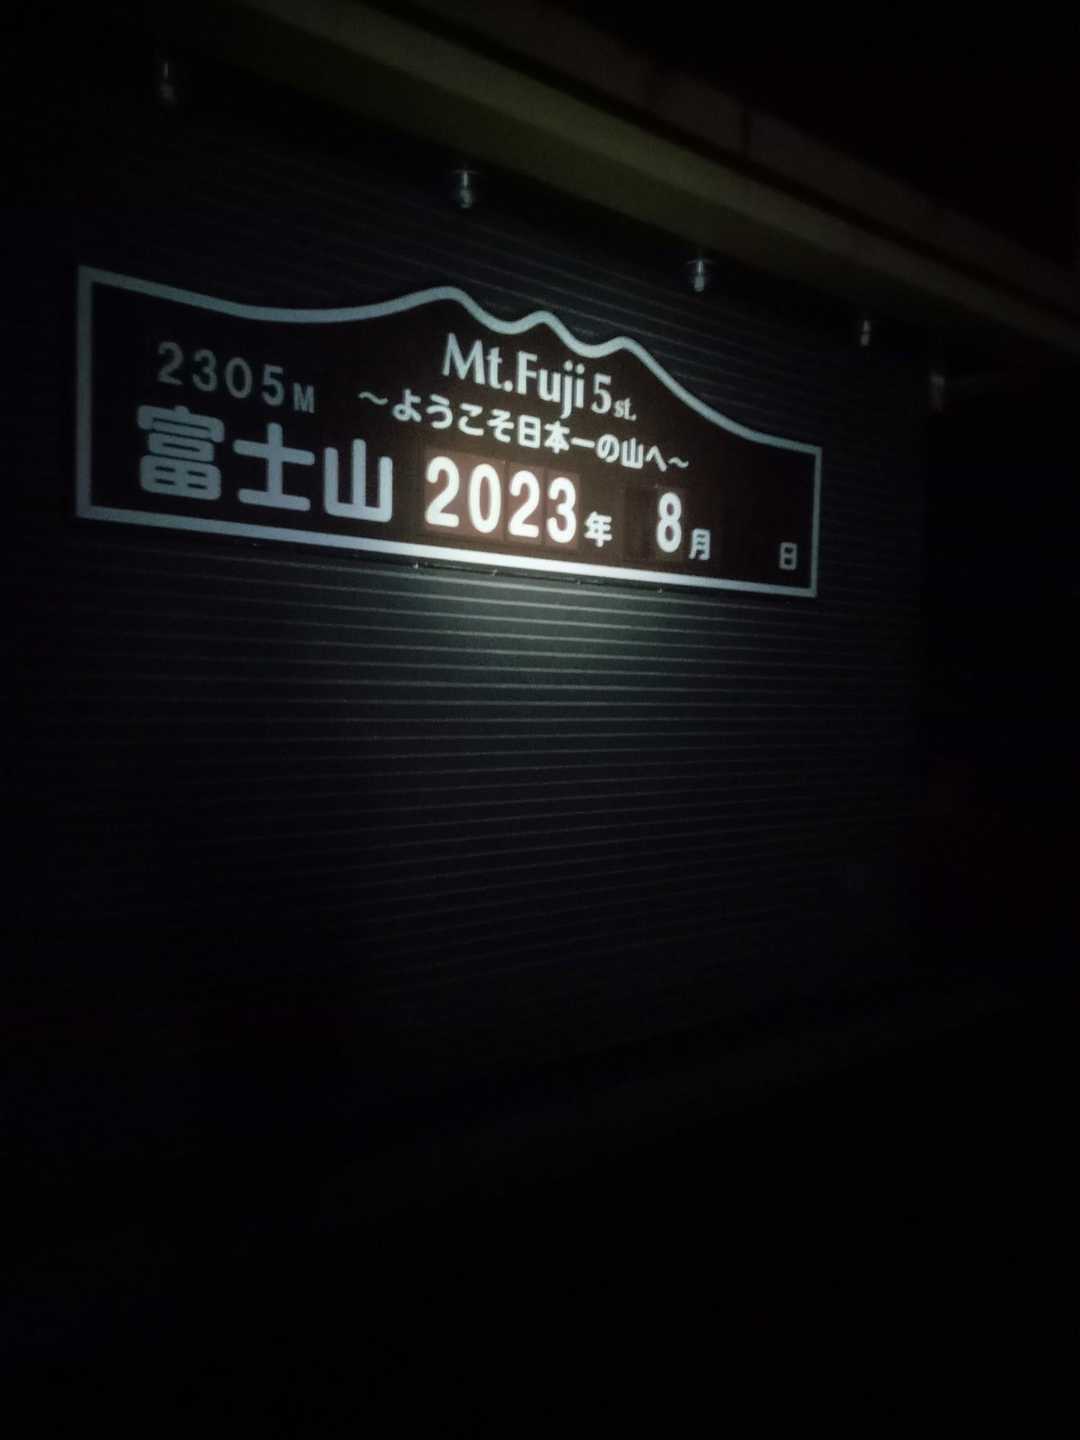 Mt.Fuji 5st.
2305M
～ようこそ日本一の山へ～
富士山
2023年 8月 日